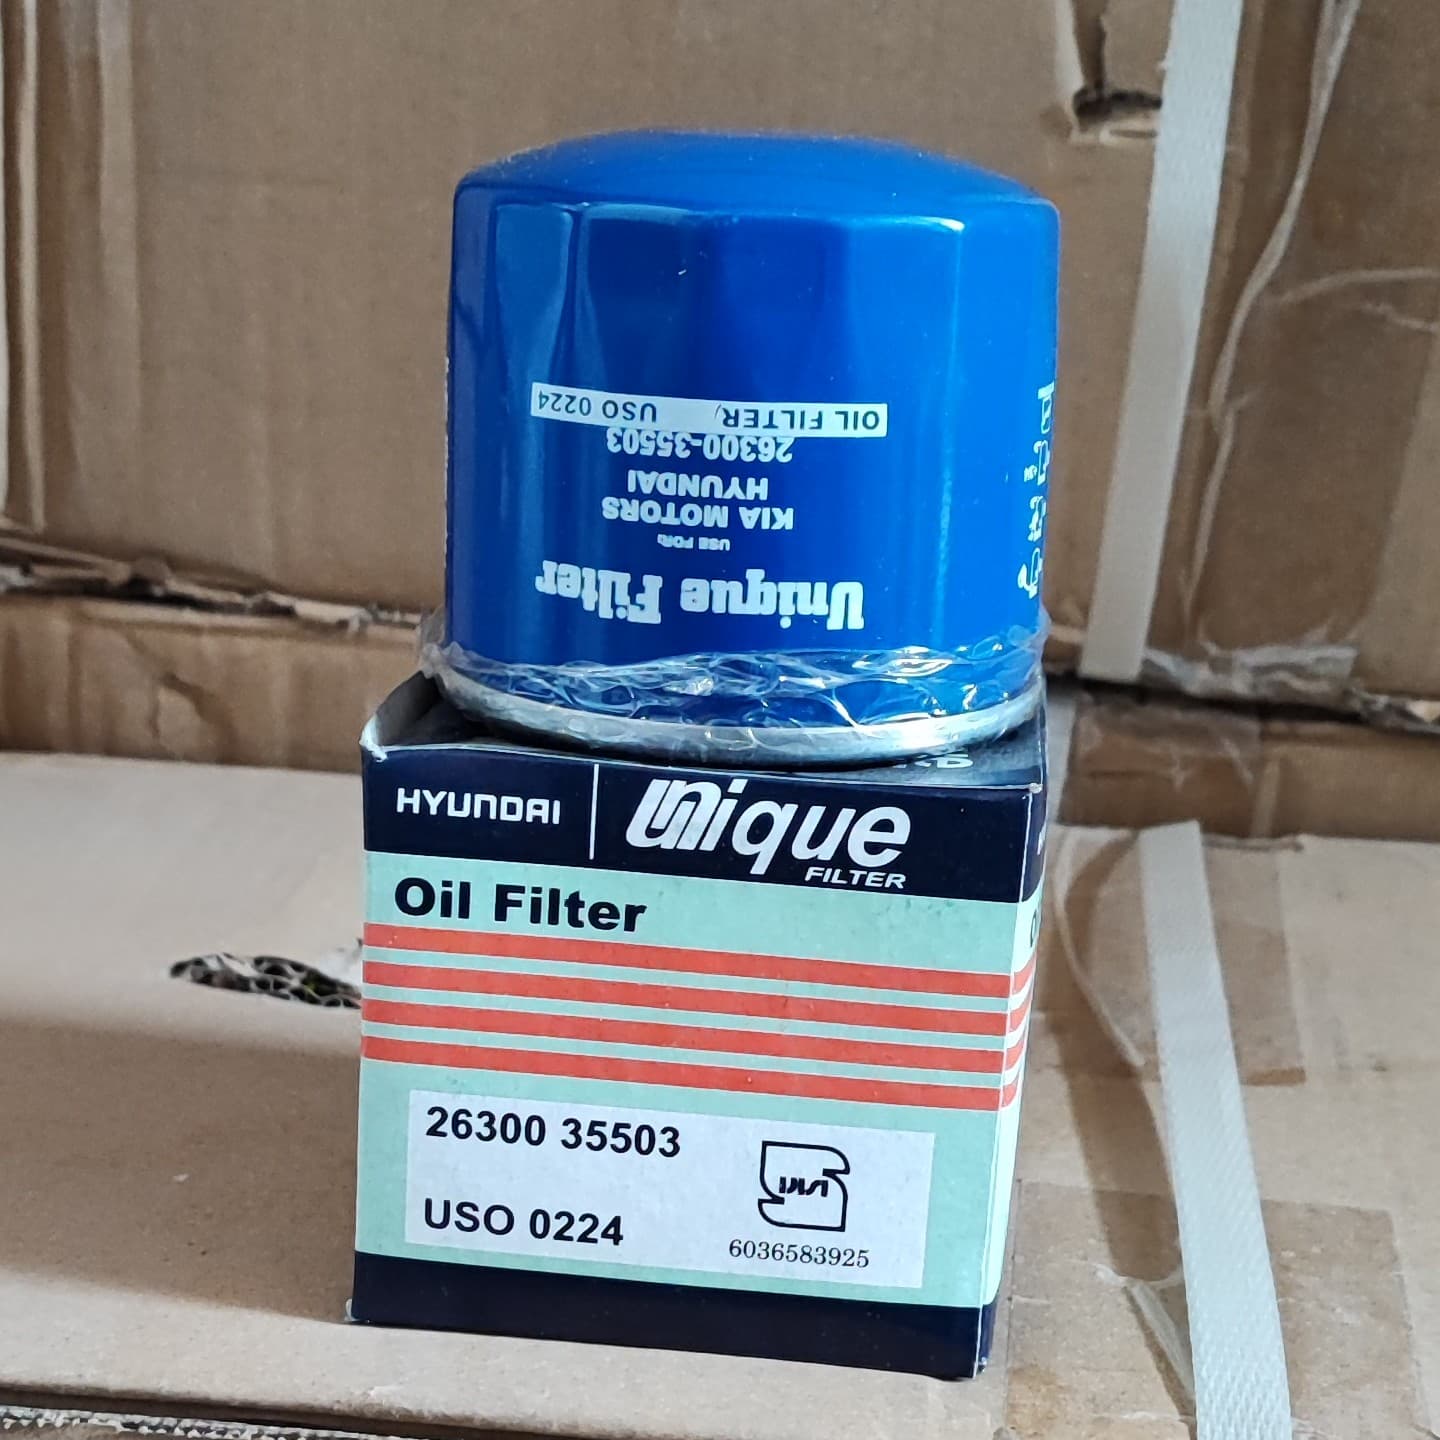 Unique Filter
USE FOR:
KIA MOTORS
HYUNDAI
26300-35503
OIL FILTER USO 0224
HYUNDAI Unique
FILTER
Oil Filter
26300 35503
USO 0224
6036583925